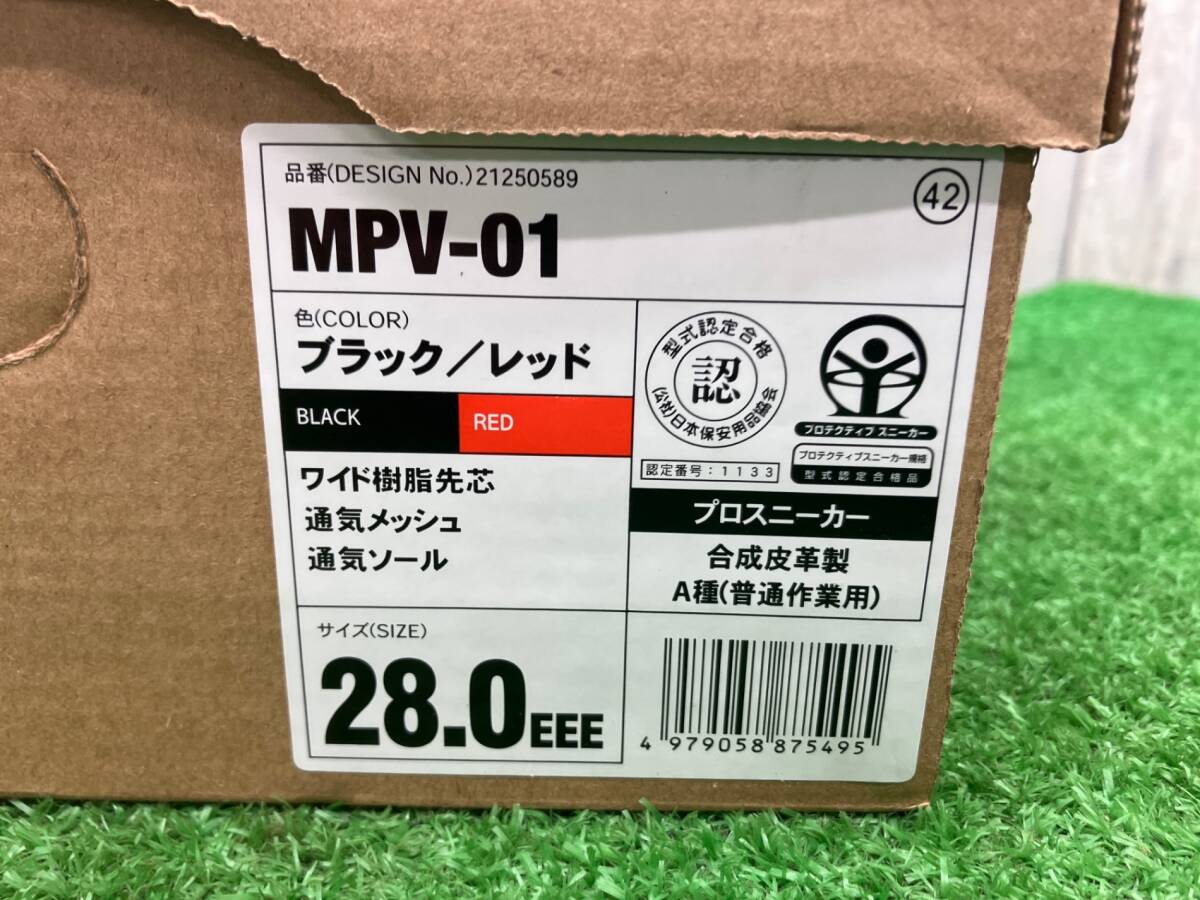 品番(DESIGN No.)21250589
42
MPV-01
色(COLOR)
ブラック/レッド
BLACK
RED
ワイド樹脂先芯
通気メッシュ
通気ソール
型式認定合格
認
(公社)日本保安用品協会
認定番号:1133
プロテクティブ スニーカー
プロテクティブスニーカー規格
型式認定合格品
プロスニーカー
合成皮革製
A種(普通作業用)
サイズ(SIZE)
28.0EEE
4 979058 875495